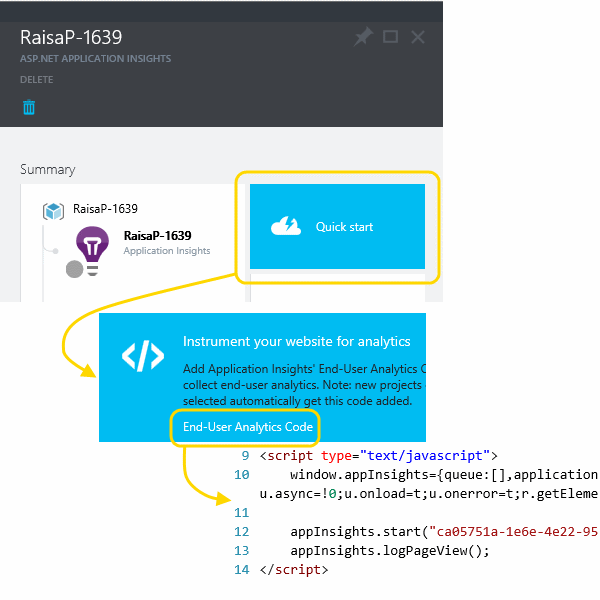 RaisaP-1639
ASP.NET APPLICATION INSIGHTS
DELETE
Summary
RaisaP-1639
RaisaP-1639
Application Insights
Quick start
Instrument your website for analytics
Add Application Insights' End-User Analytics C
collect end-user analytics. Note: new projects
selected automatically get this code added.
End-User Analytics Code
9 <script type="text/javascript">
10 window.appInsights={queue:[],application
u.async=!0;u.onload=t;u.onerror=t;r.getEleme
11
12 appInsights.start("ca05751a-1e6e-4e22-95
13 appInsights.logPageView();
14 </script>